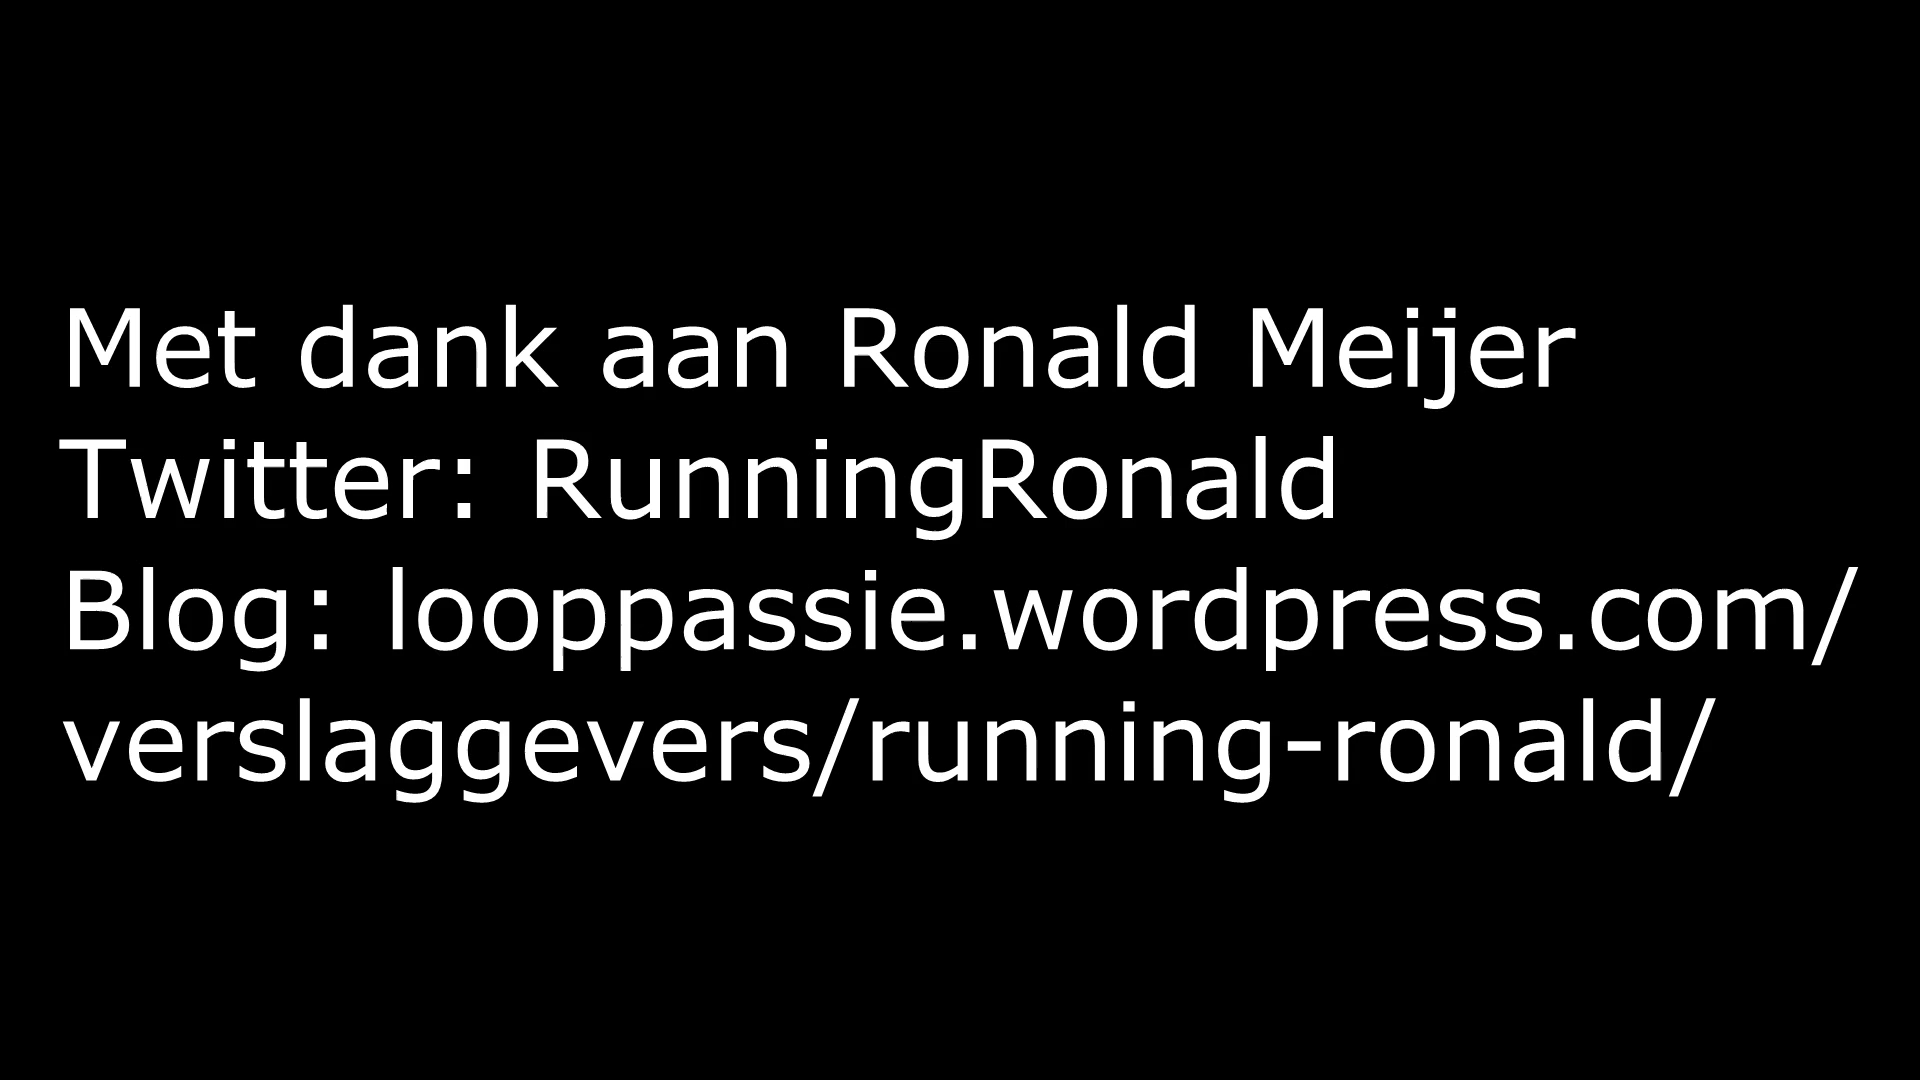 Met dank aan Ronald Meijer
Twitter: RunningRonald
Blog: looppassie.wordpress.com/
verslaggevers/running-ronald/